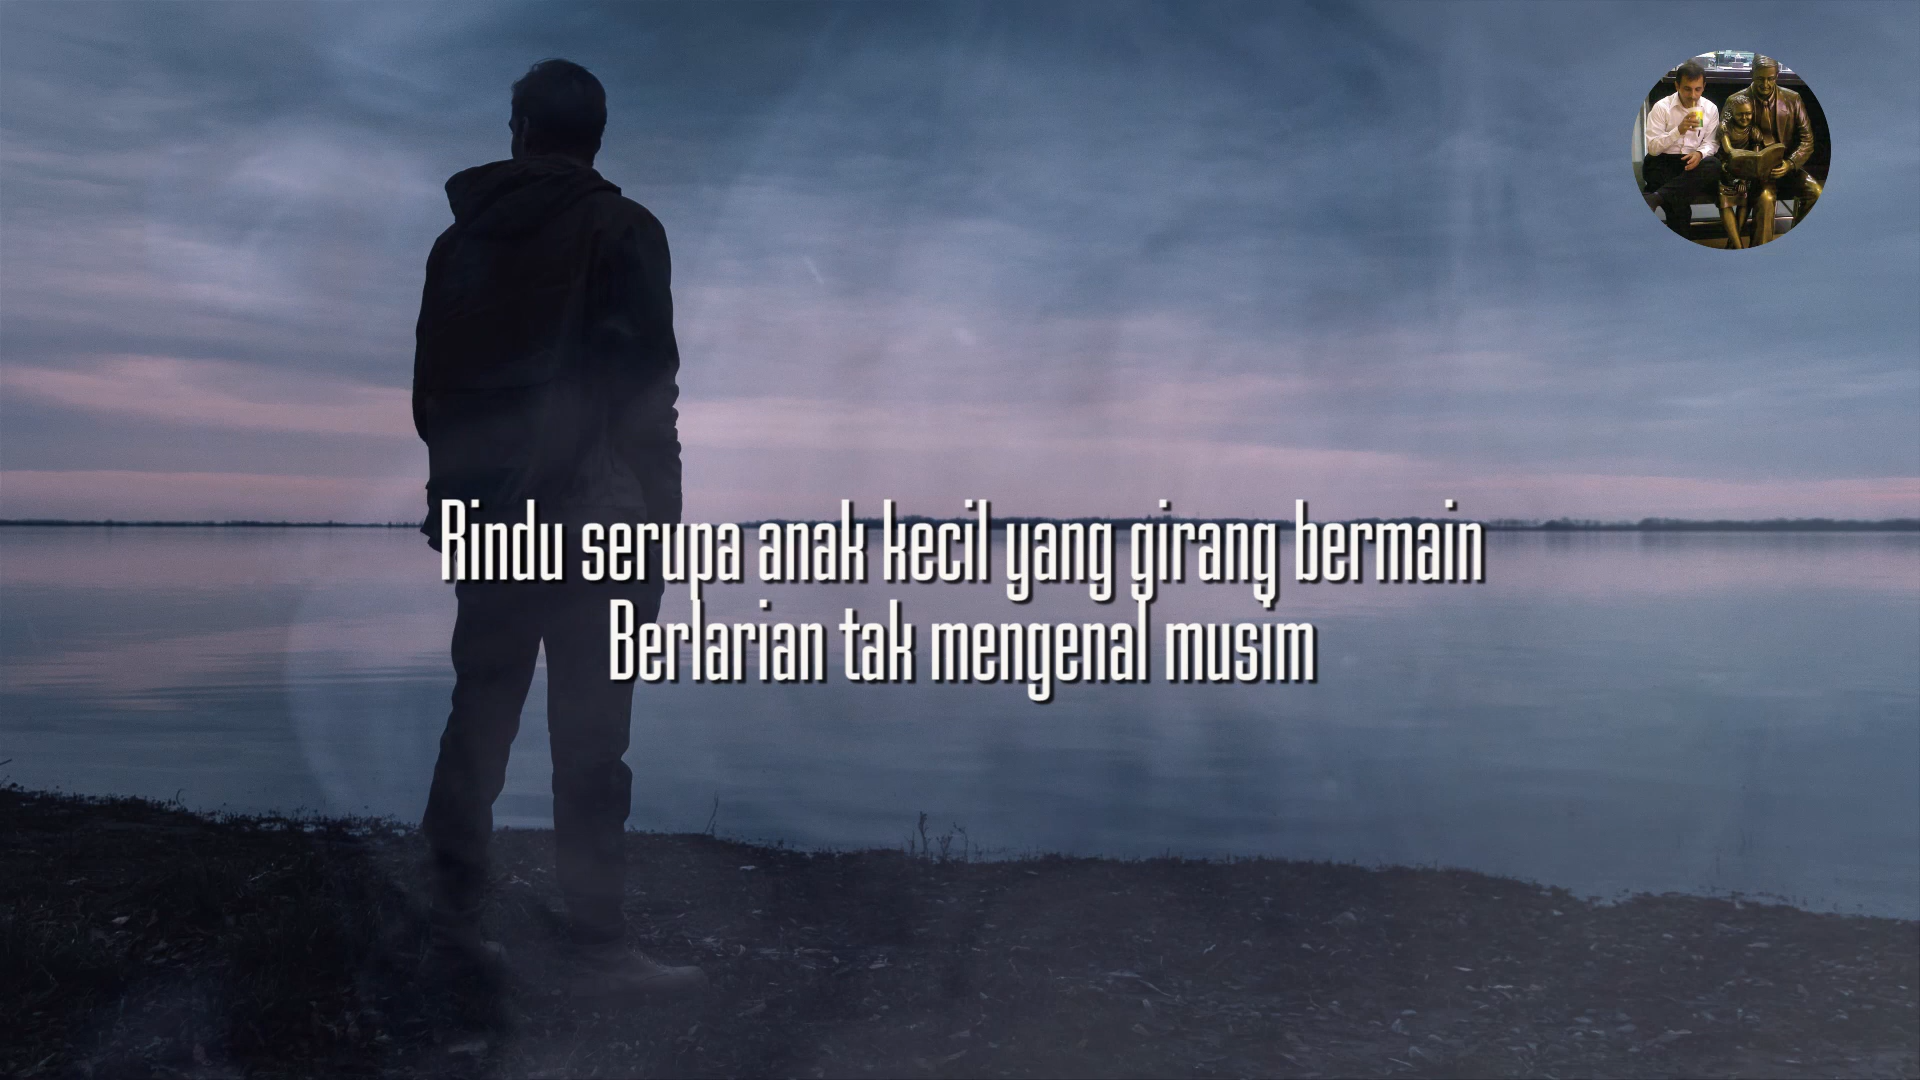 Rindu serupa anak kecil yang girang bermain
Berlarian tak mengenal musim